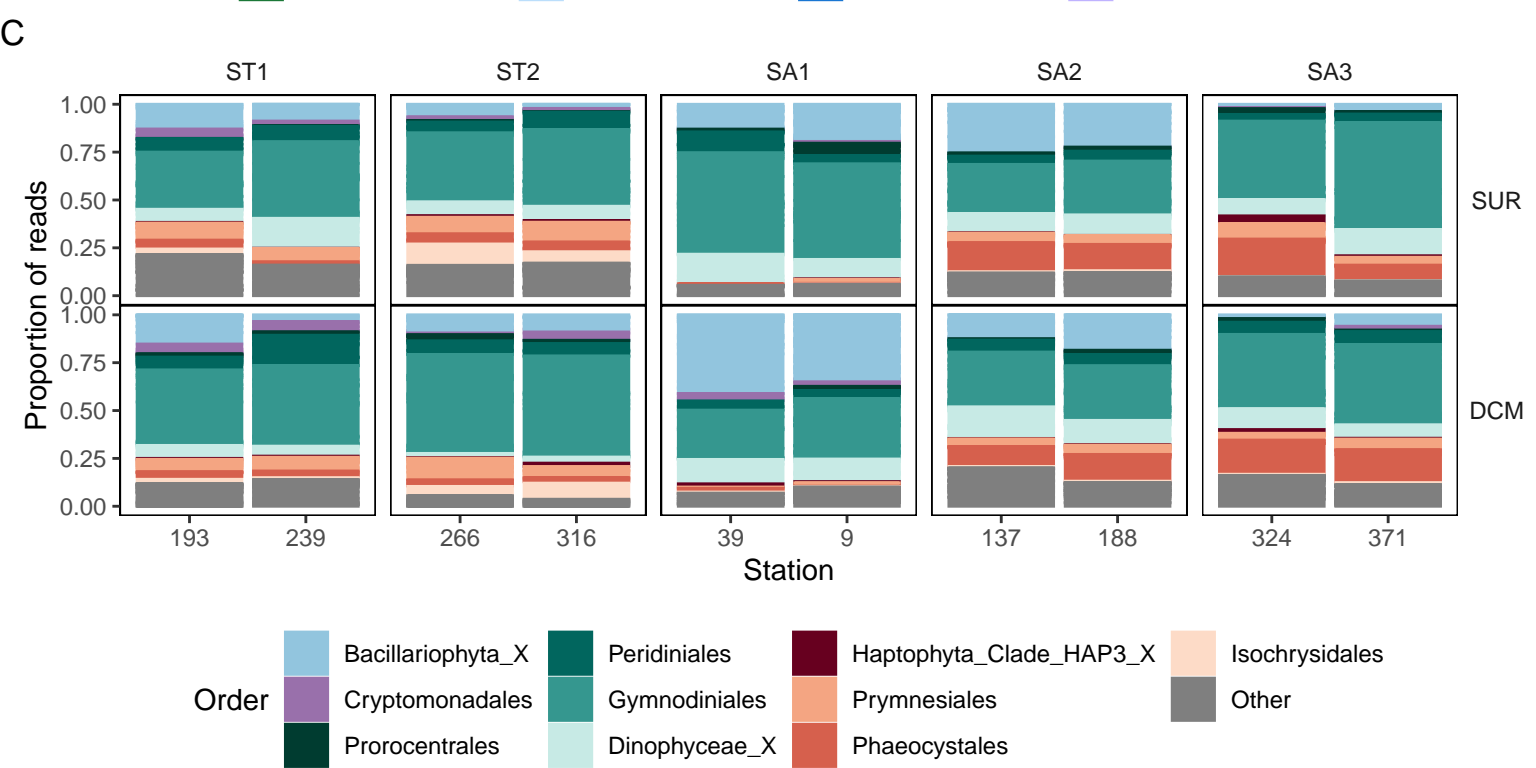 C
ST1 ST2 SA1 SA2 SA3
Proportion of reads
1.00
0.75
0.50
0.25
0.00
SUR
1.00
0.75
0.50
0.25
0.00
DCM
193 239 266 316 39 9 137 188 324 371
Station
Order
Bacillariophyta_X Peridiniales Haptophyta_Clade_HAP3_X Isochrysidales
Cryptomonadales Gymnodiniales Prymnesiales Other
Prorocentrales Dinophyceae_X Phaeocystales